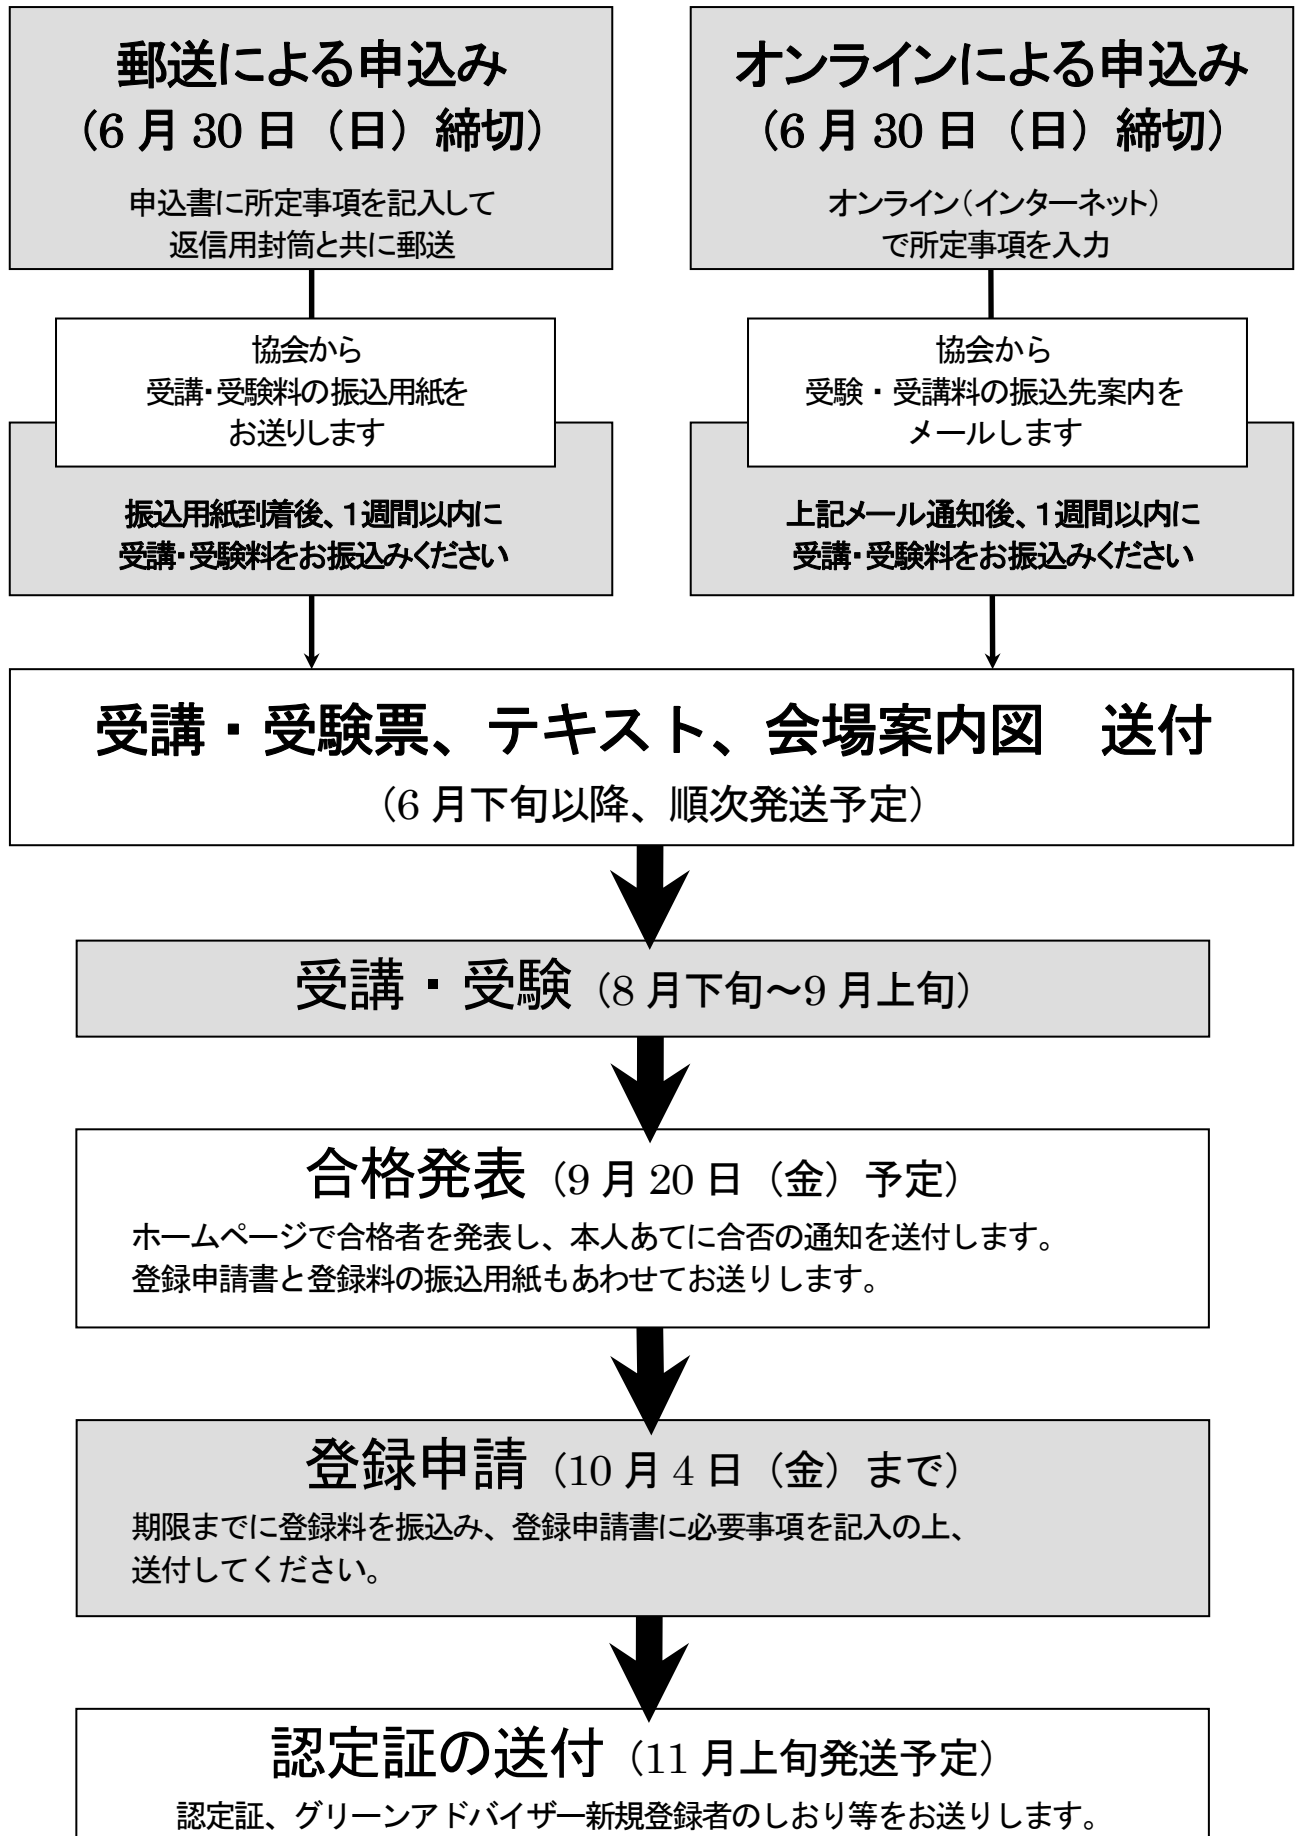 郵送による申込み
（6 月 30 日（日）締切）
申込書に所定事項を記入して
返信用封筒と共に郵送
協会から
受講・受験料の振込用紙を
お送りします
振込用紙到着後、１週間以内に
受講・受験料をお振込みください
オンラインによる申込み
（6 月 30 日（日）締切）
オンライン（インターネット）
で所定事項を入力
協会から
受験・受講料の振込先案内を
メールします
上記メール通知後、１週間以内に
受講・受験料をお振込みください
受講・受験票、テキスト、会場案内図　送付
（6 月下旬以降、順次発送予定）
受講・受験（8 月下旬～9 月上旬）
合格発表（9 月 20 日（金）予定）
ホームページで合格者を発表し、本人あてに合否の通知を送付します。
登録申請書と登録料の振込用紙もあわせてお送りします。
登録申請（10 月 4 日（金）まで）
期限までに登録料を振込み、登録申請書に必要事項を記入の上、
送付してください。
認定証の送付（11 月上旬発送予定）
認定証、グリーンアドバイザー新規登録者のしおり等をお送りします。